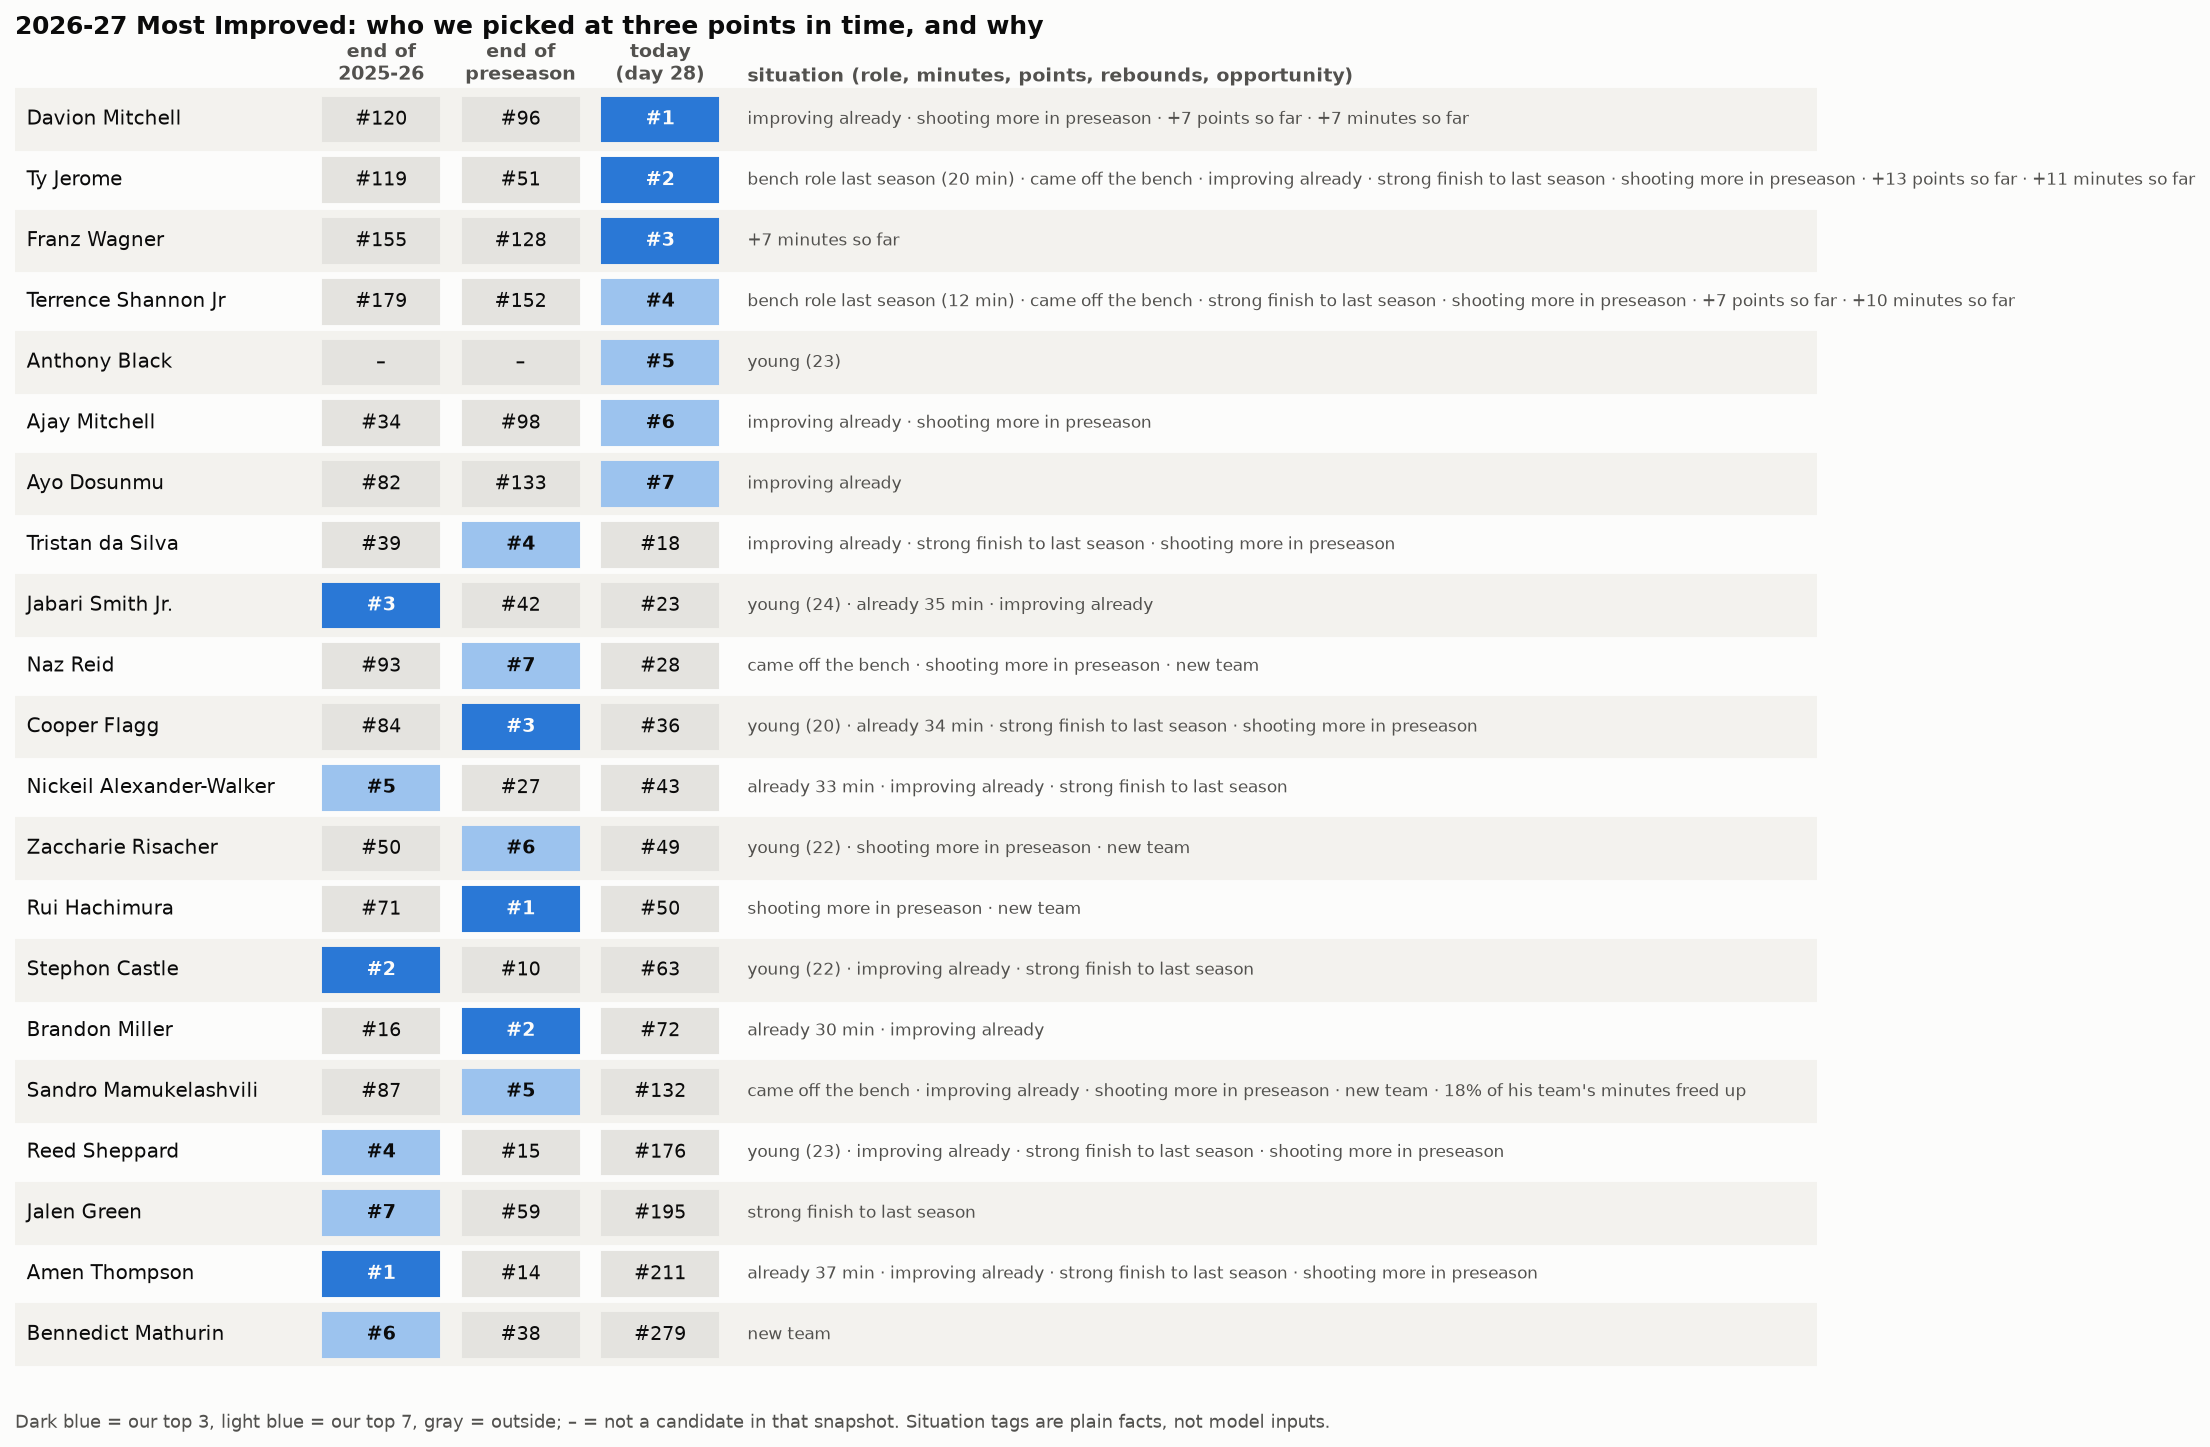 2026-27 Most Improved: who we picked at three points in time, and why
end of 2025-26
end of preseason
today (day 28)
situation (role, minutes, points, rebounds, opportunity)
Davion Mitchell #120 #96 #1 improving already · shooting more in preseason · +7 points so far · +7 minutes so far
Ty Jerome #119 #51 #2 bench role last season (20 min) · came off the bench · improving already · strong finish to last season · shooting more in preseason · +13 points so far · +11 minutes so far
Franz Wagner #155 #128 #3 +7 minutes so far
Terrence Shannon Jr #179 #152 #4 bench role last season (12 min) · came off the bench · strong finish to last season · shooting more in preseason · +7 points so far · +10 minutes so far
Anthony Black – – #5 young (23)
Ajay Mitchell #34 #98 #6 improving already · shooting more in preseason
Ayo Dosunmu #82 #133 #7 improving already
Tristan da Silva #39 #4 #18 improving already · strong finish to last season · shooting more in preseason
Jabari Smith Jr. #3 #42 #23 young (24) · already 35 min · improving already
Naz Reid #93 #7 #28 came off the bench · shooting more in preseason · new team
Cooper Flagg #84 #3 #36 young (20) · already 34 min · strong finish to last season · shooting more in preseason
Nickeil Alexander-Walker #5 #27 #43 already 33 min · improving already · strong finish to last season
Zaccharie Risacher #50 #6 #49 young (22) · shooting more in preseason · new team
Rui Hachimura #71 #1 #50 shooting more in preseason · new team
Stephon Castle #2 #10 #63 young (22) · improving already · strong finish to last season
Brandon Miller #16 #2 #72 already 30 min · improving already
Sandro Mamukelashvili #87 #5 #132 came off the bench · improving already · shooting more in preseason · new team · 18% of his team's minutes freed up
Reed Sheppard #4 #15 #176 young (23) · improving already · strong finish to last season · shooting more in preseason
Jalen Green #7 #59 #195 strong finish to last season
Amen Thompson #1 #14 #211 already 37 min · improving already · strong finish to last season · shooting more in preseason
Bennedict Mathurin #6 #38 #279 new team
Dark blue = our top 3, light blue = our top 7, gray = outside; – = not a candidate in that snapshot. Situation tags are plain facts, not model inputs.